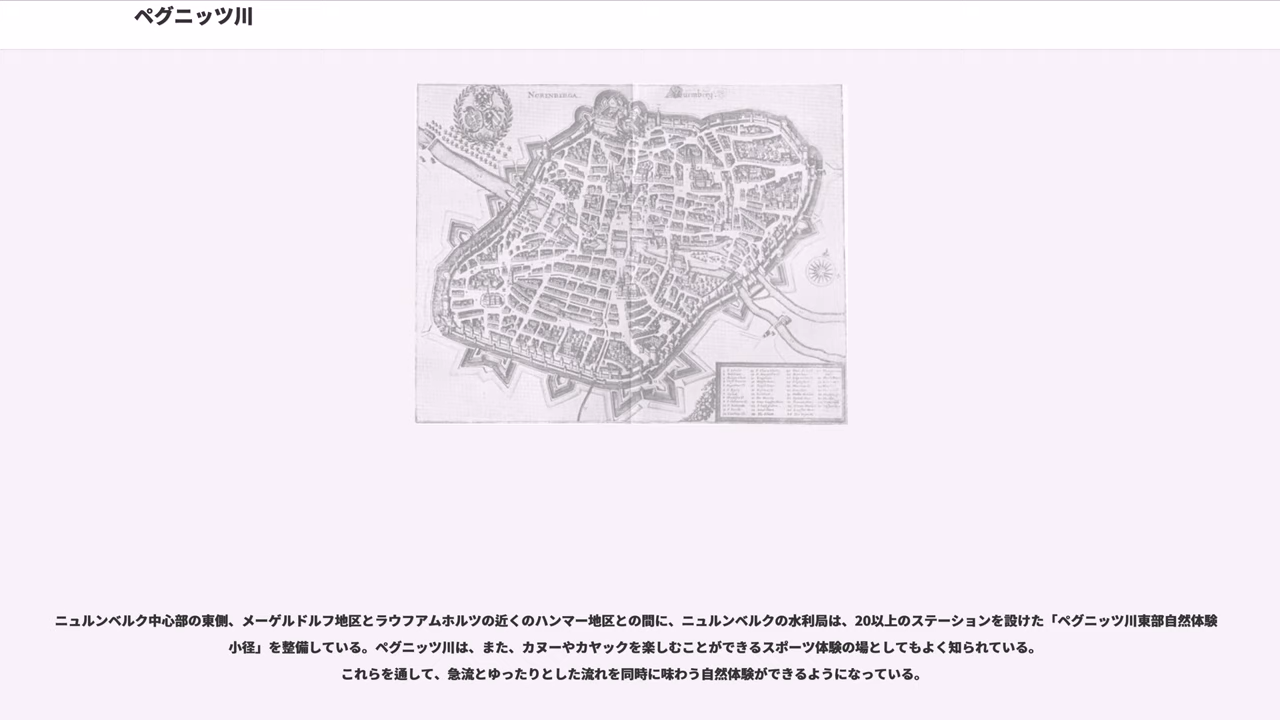 ペグニッツ川
NORENBERGA.
Nuremberg.
ニュルンベルク中心部の東側、メーゲルドルフ地区とラウフアムホルツの近くのハンマー地区との間に、ニュルンベルクの水利局は、20以上のステーションを設けた「ペグニッツ川東部自然体験
小径」を整備している。ペグニッツ川は、また、カヌーやカヤックを楽しむことができるスポーツ体験の場としてもよく知られている。
これらを通して、急流とゆったりとした流れを同時に味わう自然体験ができるようになっている。